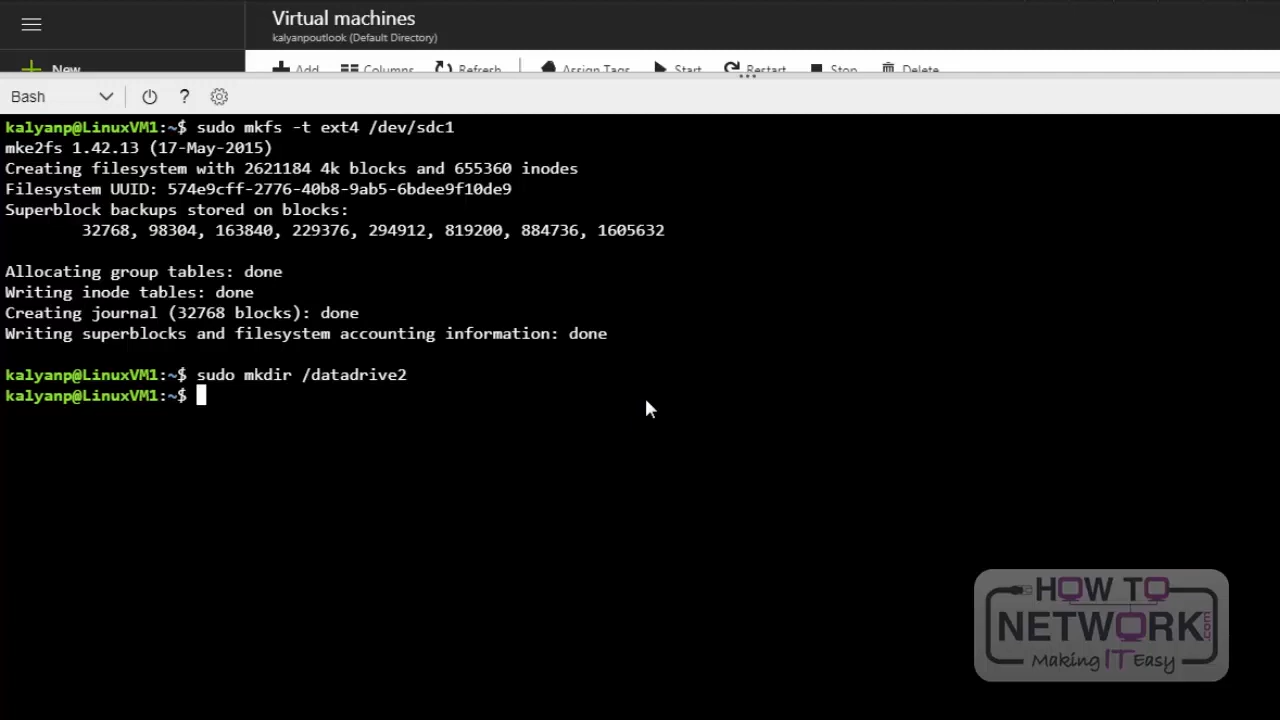 Virtual machines
kalyanpoutlook (Default Directory)
New
Add Columns Refresh Assign Tags Start Restart Stop Delete
Bash ?
kalyanp@LinuxVM1:~$ sudo mkfs -t ext4 /dev/sdc1
mke2fs 1.42.13 (17-May-2015)
Creating filesystem with 2621184 4k blocks and 655360 inodes
Filesystem UUID: 574e9cff-2776-40b8-9ab5-6bdee9f10de9
Superblock backups stored on blocks:
32768, 98304, 163840, 229376, 294912, 819200, 884736, 1605632
Allocating group tables: done
Writing inode tables: done
Creating journal (32768 blocks): done
Writing superblocks and filesystem accounting information: done
kalyanp@LinuxVM1:~$ sudo mkdir /datadrive2
kalyanp@LinuxVM1:~$
HOW TO
NETWORK.com
Making IT Easy